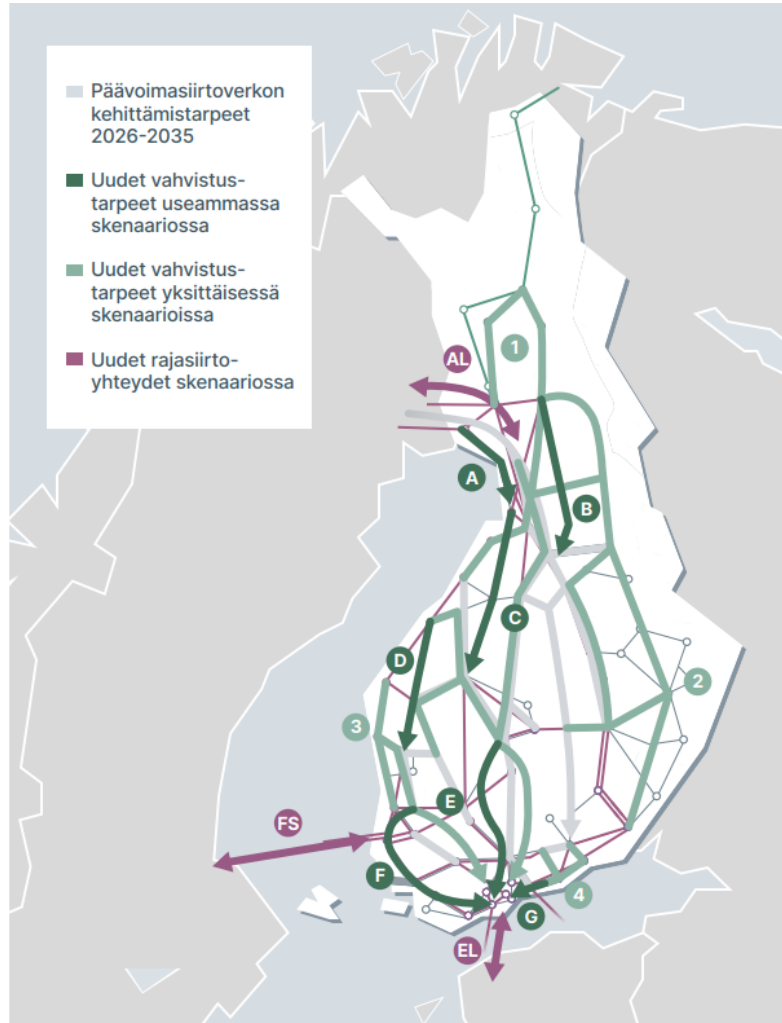 Päävoimasiirtoverkon
kehittämistarpeet
2026-2035
Uudet vahvistus-
tarpeet useammassa
skenaariossa
Uudet vahvistus-
tarpeet yksittäisessä
skenaarioissa
Uudet rajasiirto-
yhteydet skenaariossa
1
AL
A
B
C
D
2
3
E
FS
F
4
G
EL